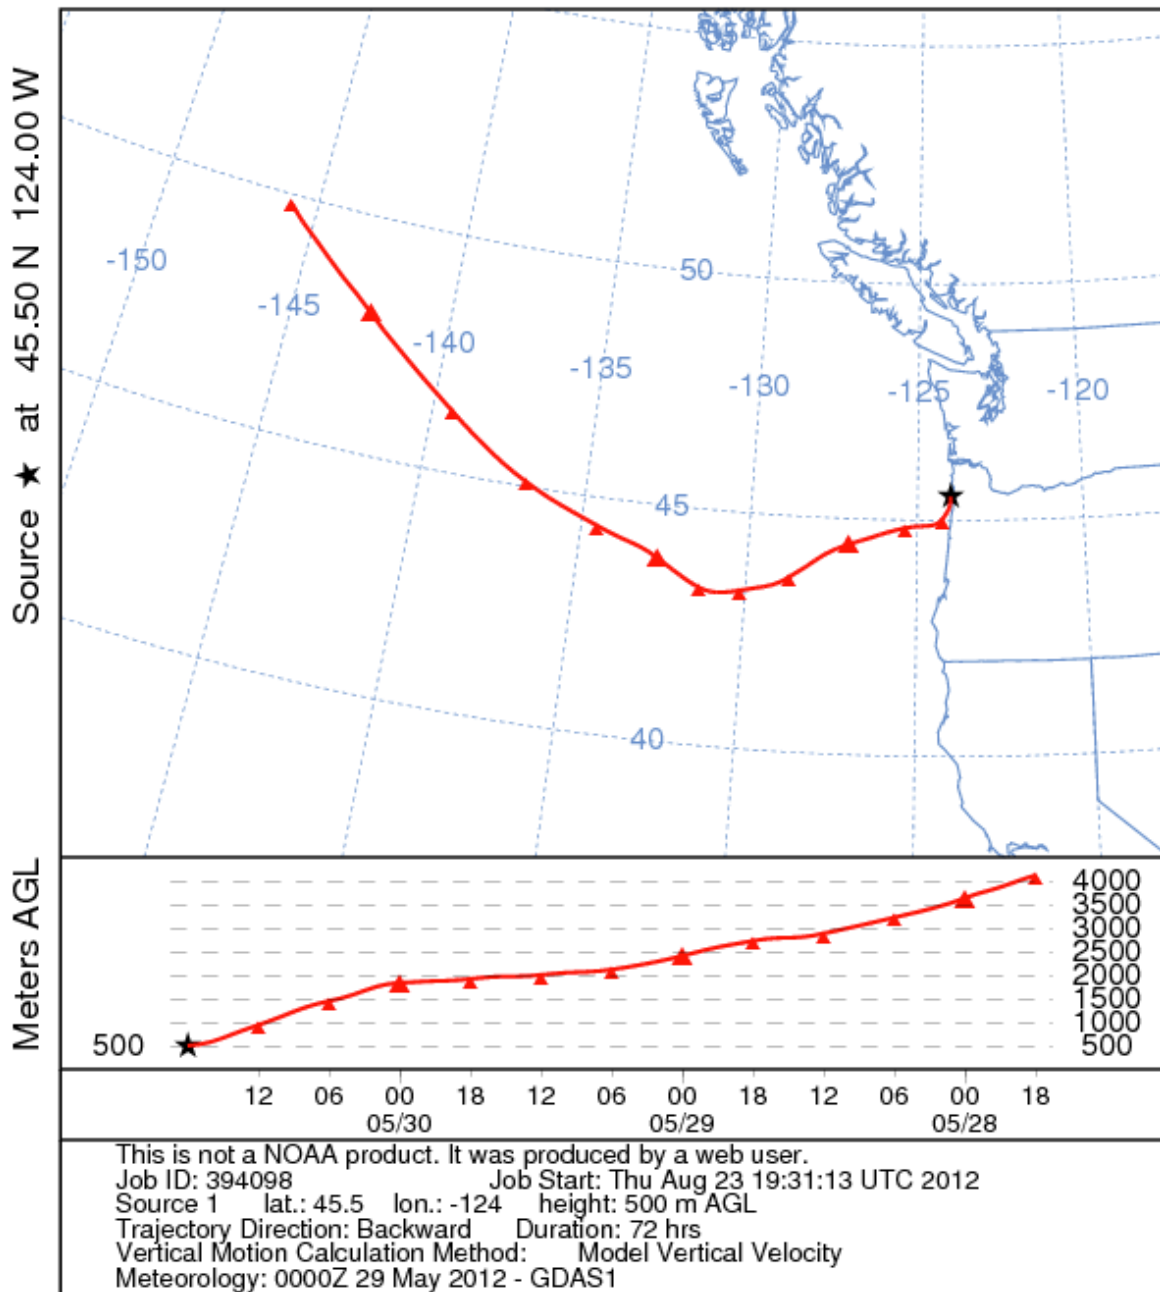 Source ★ at 45.50 N 124.00 W
-150
-145
-140
-135
-130
-125
-120
50
45
40
Meters AGL
500
4000
3500
3000
2500
2000
1500
1000
500
12 06 00 18 12 06 00 18 12 06 00 18
05/30 05/29 05/28
This is not a NOAA product. It was produced by a web user.
Job ID: 394098 Job Start: Thu Aug 23 19:31:13 UTC 2012
Source 1 lat.: 45.5 lon.: -124 height: 500 m AGL
Trajectory Direction: Backward Duration: 72 hrs
Vertical Motion Calculation Method: Model Vertical Velocity
Meteorology: 0000Z 29 May 2012 - GDAS1